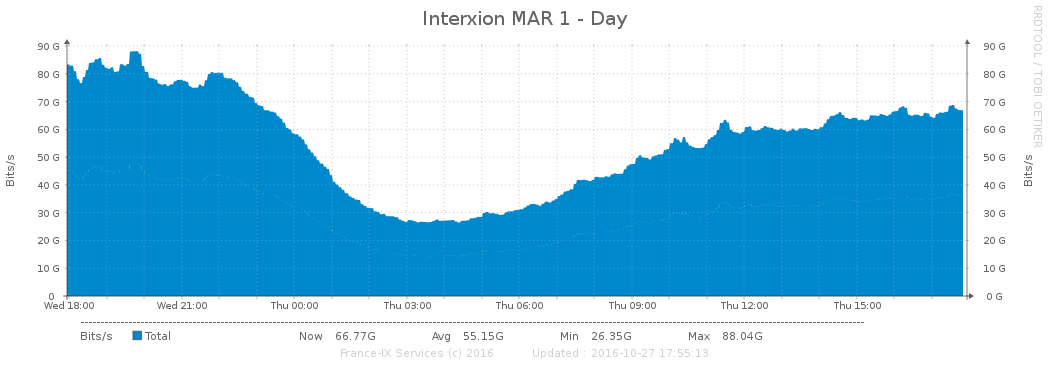 Interxion MAR 1 - Day
RRDTOOL / TOBI OETIKER
Bits/s
90 G
80 G
70 G
60 G
50 G
40 G
30 G
20 G
10 G
0
90 G
80 G
70 G
60 G
50 G
40 G
30 G
20 G
10 G
0 G
Bits/s
Wed 18:00 Wed 21:00 Thu 00:00 Thu 03:00 Thu 06:00 Thu 09:00 Thu 12:00 Thu 15:00
Bits/s Total Now 66.77G Avg 55.15G Min 26.35G Max 88.04G
France-IX Services (c) 2016 Updated : 2016-10-27 17:55:13